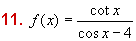 11. f(x) = cot x / (cos x − 4)